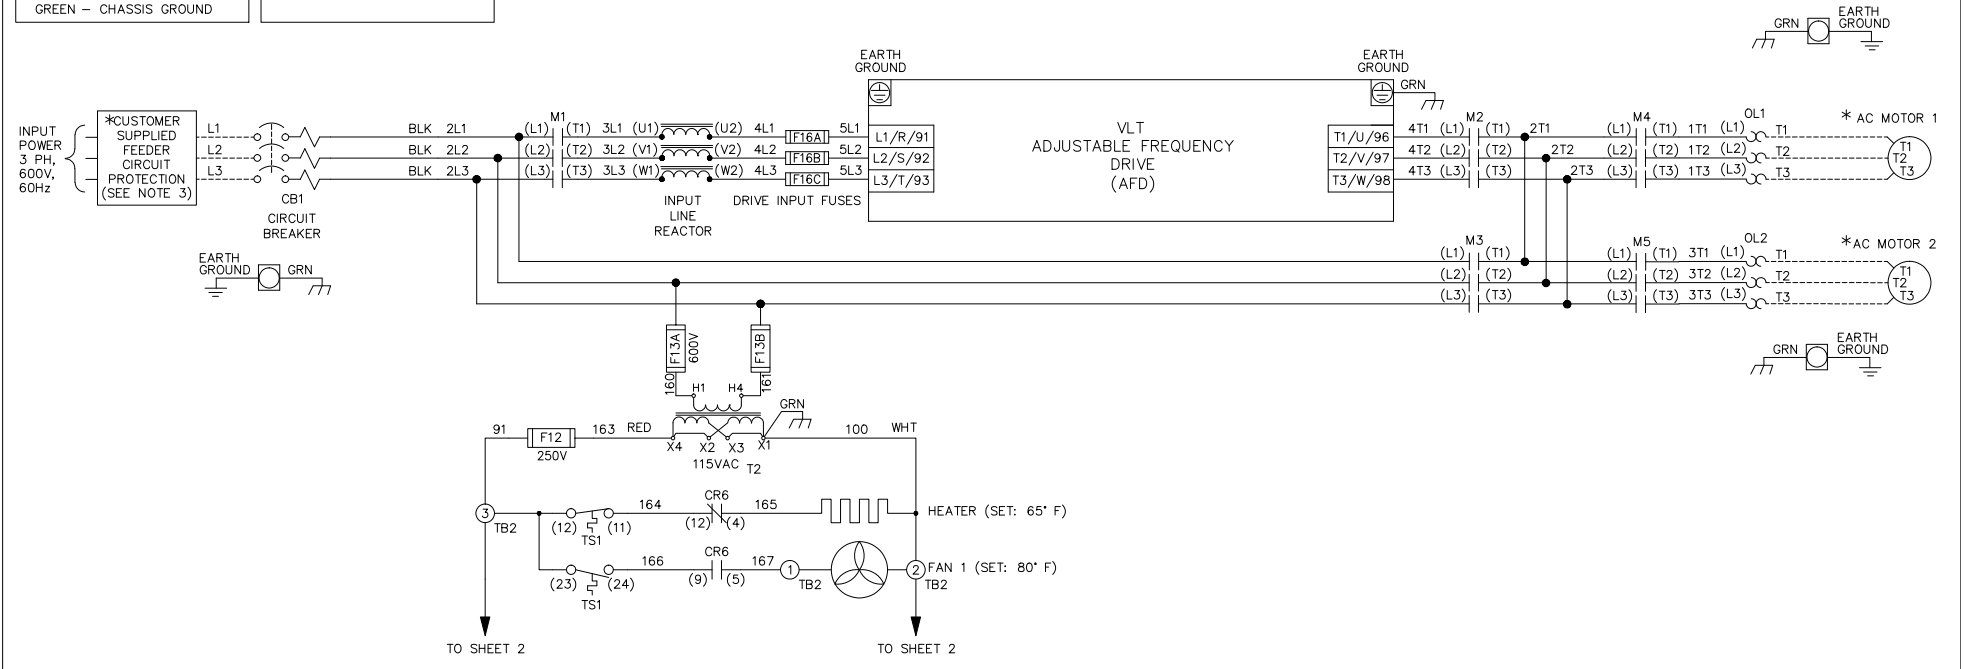 GREEN – CHASSIS GROUND
GRN
EARTH
GROUND
INPUT
POWER
3 PH,
600V,
60Hz
*CUSTOMER
SUPPLIED
FEEDER
CIRCUIT
PROTECTION
(SEE NOTE 3)
L1
L2
L3
CB1
CIRCUIT
BREAKER
EARTH
GROUND
GRN
BLK 2L1
BLK 2L2
BLK 2L3
M1
(L1) (T1) 3L1 (U1) (U2) 4L1 F16A 5L1
(L2) (T2) 3L2 (V1) (V2) 4L2 F16B 5L2
(L3) (T3) 3L3 (W1) (W2) 4L3 F16C 5L3
INPUT
LINE
REACTOR
DRIVE INPUT FUSES
EARTH
GROUND
L1/R/91
L2/S/92
L3/T/93
VLT
ADJUSTABLE FREQUENCY
DRIVE
(AFD)
EARTH
GROUND
GRN
T1/U/96
T2/V/97
T3/W/98
M2
4T1 (L1) (T1) 2T1
4T2 (L2) (T2) 2T2
4T3 (L3) (T3) 2T3
M4
OL1
(L1) (T1) 1T1 (L1) T1
(L2) (T2) 1T2 (L2) T2
(L3) (T3) 1T3 (L3) T3
* AC MOTOR 1
T1
T2
T3
M3
(L1) (T1)
(L2) (T2)
(L3) (T3)
M5
OL2
(L1) (T1) 3T1 (L1) T1
(L2) (T2) 3T2 (L2) T2
(L3) (T3) 3T3 (L3) T3
*AC MOTOR 2
T1
T2
T3
GRN
EARTH
GROUND
F13A
600V
F13B
160
161
H1 H4
GRN
91 F12 163 RED
250V
X4 X2 X3 X1
115VAC T2
100 WHT
3
TB2
(12) (11)
TS1
164
CR6
(12) (4)
165
HEATER (SET: 65° F)
(23) (24)
TS1
166
CR6
(9) (5)
167
1
TB2
2
TB2
FAN 1 (SET: 80° F)
TO SHEET 2
TO SHEET 2